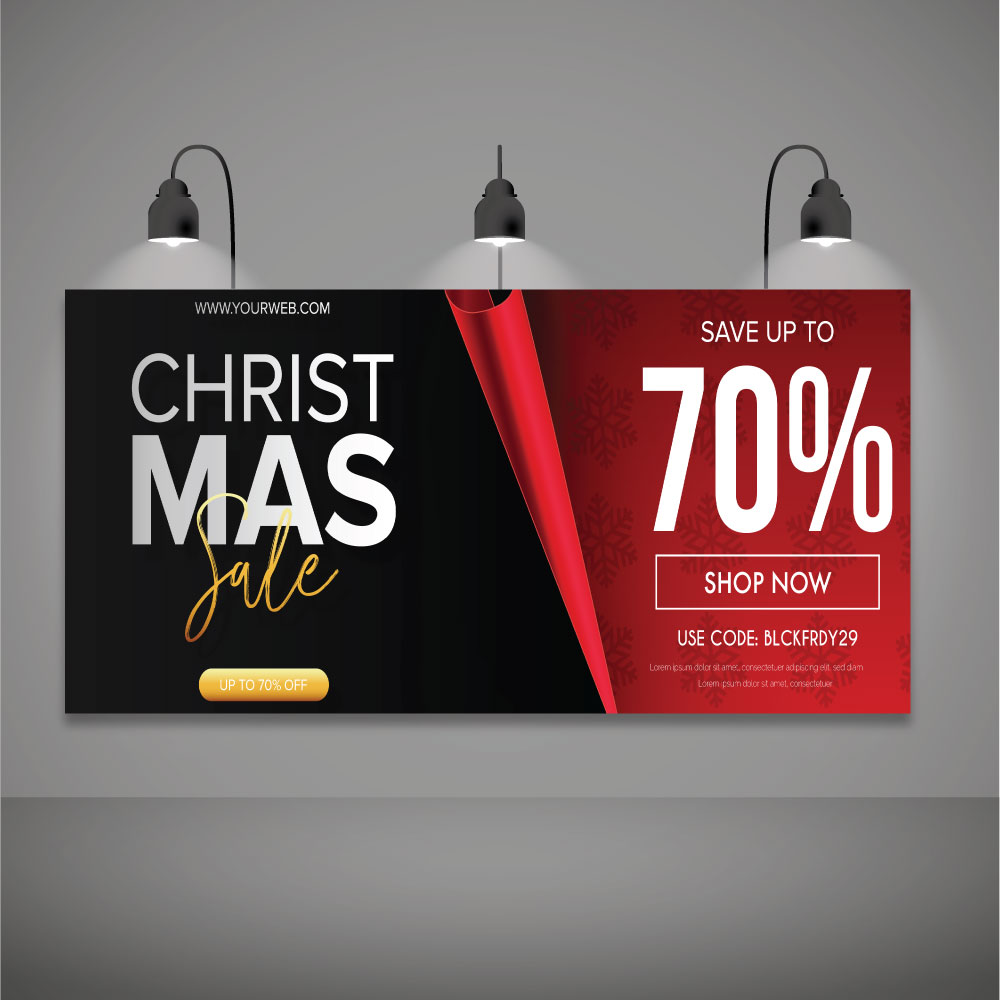 WWW.YOURWEB.COM
CHRIST
MAS
Sale
UP TO 70% OFF
SAVE UP TO
70%
SHOP NOW
USE CODE: BLCKFRDY29
Lorem ipsum dolor sit amet, consectetuer adipiscing elit, sed diam
Lorem ipsum dolor sit amet, consectetuer